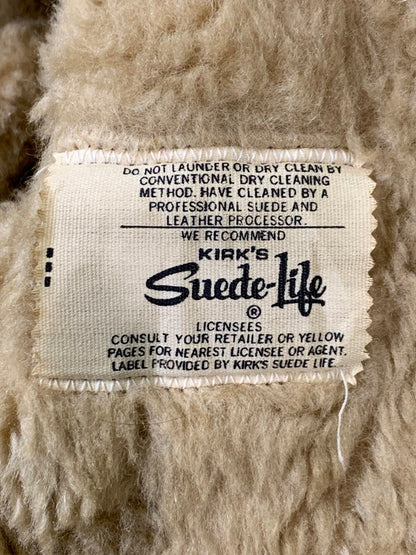 DO NOT LAUNDER OR DRY CLEAN BY
CONVENTIONAL DRY CLEANING
METHOD. HAVE CLEANED BY A
PROFESSIONAL SUEDE AND
LEATHER PROCESSOR.
WE RECOMMEND
KIRK'S
Suede-Life
®
LICENSEES
CONSULT YOUR RETAILER OR YELLOW
PAGES FOR NEAREST LICENSEE OR AGENT.
LABEL PROVIDED BY KIRK'S SUEDE LIFE.